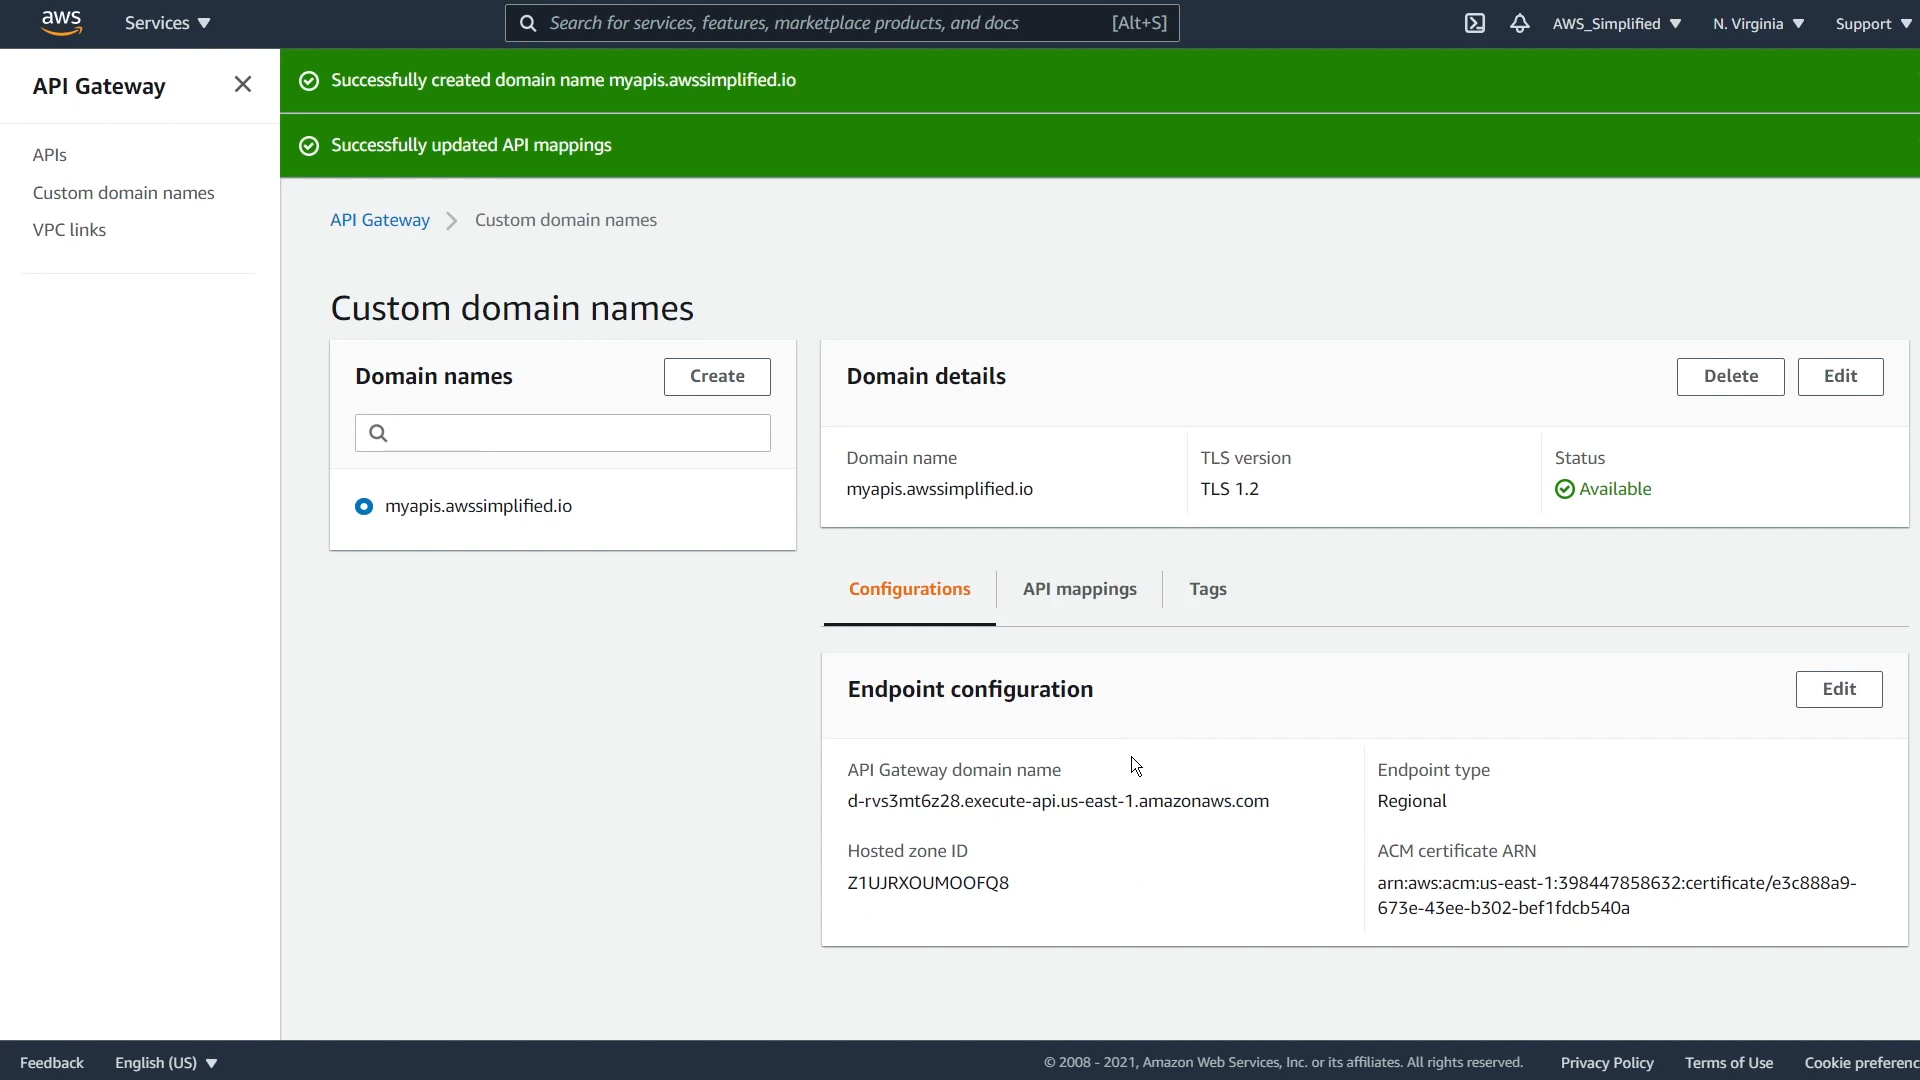 aws
Services
Search for services, features, marketplace products, and docs
[Alt+S]
AWS_Simplified
N. Virginia
Support
API Gateway
APIs
Custom domain names
VPC links
Successfully created domain name myapis.awssimplified.io
Successfully updated API mappings
API Gateway
Custom domain names
Custom domain names
Domain names
Create
myapis.awssimplified.io
Domain details
Delete
Edit
Domain name
myapis.awssimplified.io
TLS version
TLS 1.2
Status
Available
Configurations
API mappings
Tags
Endpoint configuration
Edit
API Gateway domain name
d-rvs3mt6z28.execute-api.us-east-1.amazonaws.com
Endpoint type
Regional
Hosted zone ID
Z1UJRXOUMOOFQ8
ACM certificate ARN
arn:aws:acm:us-east-1:398447858632:certificate/e3c888a9-
673e-43ee-b302-bef1fdcb540a
Feedback
English (US)
© 2008 - 2021, Amazon Web Services, Inc. or its affiliates. All rights reserved.
Privacy Policy
Terms of Use
Cookie preferenc